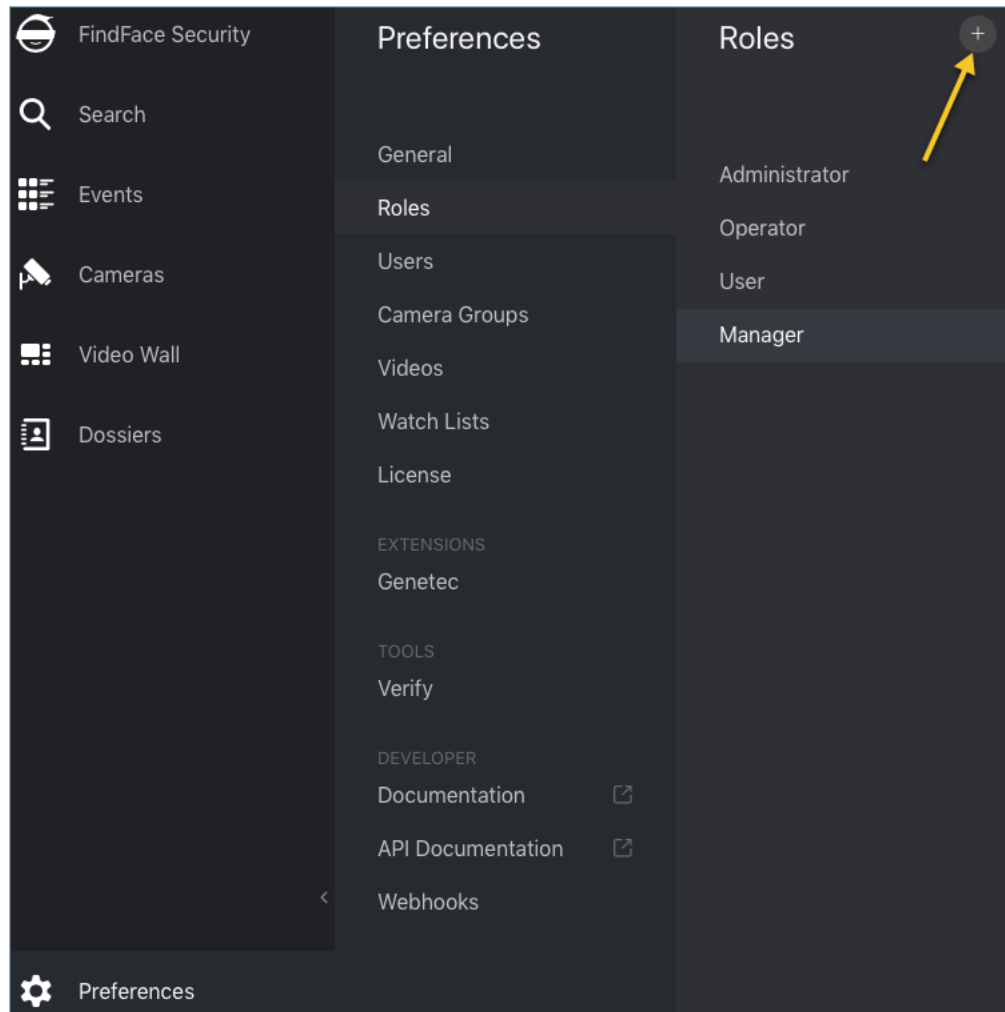 FindFace Security
Search
Events
Cameras
Video Wall
Dossiers
Preferences
Preferences
General
Roles
Users
Camera Groups
Videos
Watch Lists
License
EXTENSIONS
Genetec
TOOLS
Verify
DEVELOPER
Documentation
API Documentation
Webhooks
Roles
Administrator
Operator
User
Manager